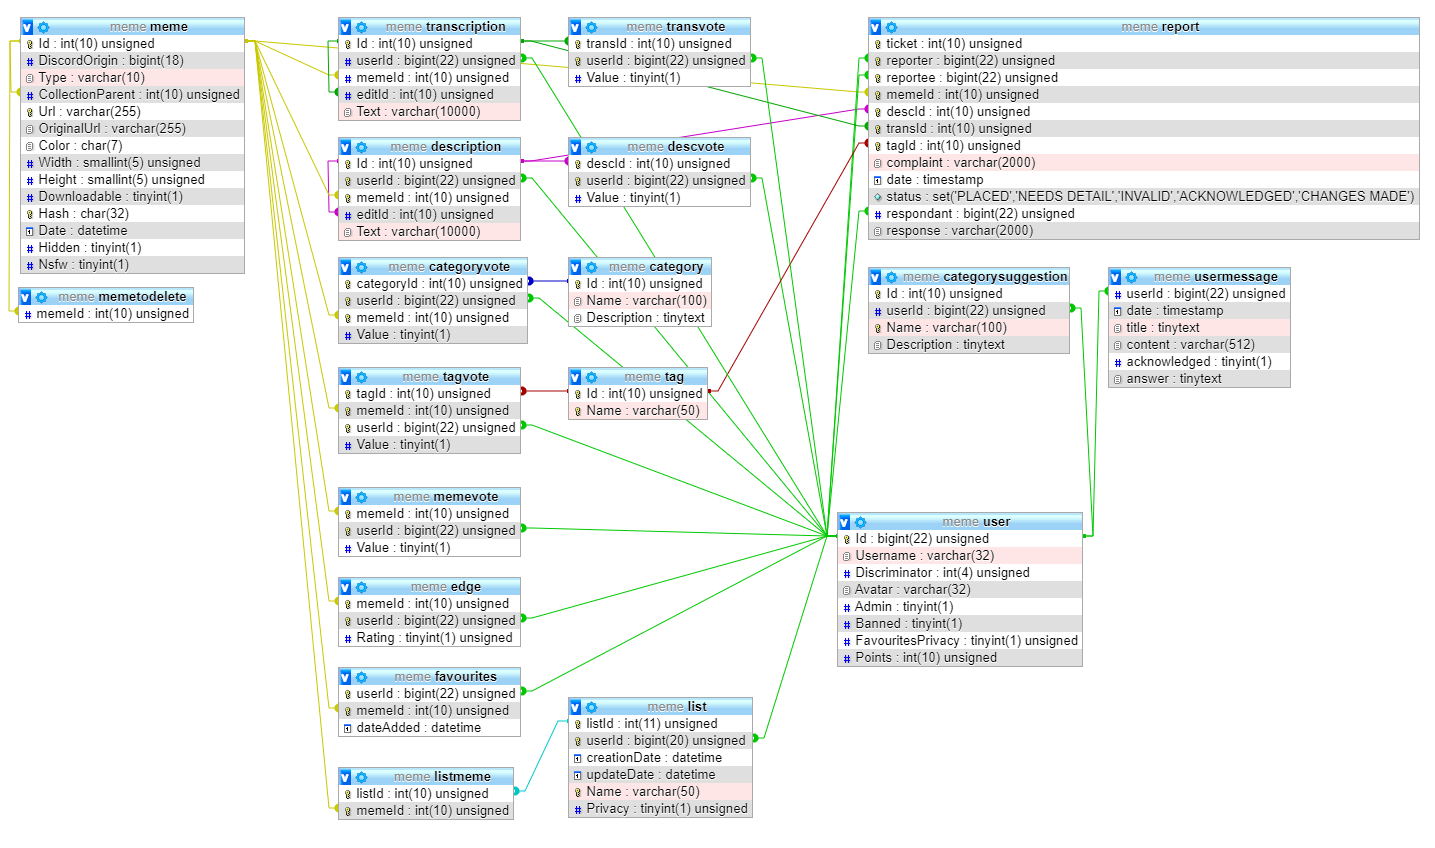 meme meme
Id : int(10) unsigned
DiscordOrigin : bigint(18)
Type : varchar(10)
CollectionParent : int(10) unsigned
Url : varchar(255)
OriginalUrl : varchar(255)
Color : char(7)
Width : smallint(5) unsigned
Height : smallint(5) unsigned
Downloadable : tinyint(1)
Hash : char(32)
Date : datetime
Hidden : tinyint(1)
Nsfw : tinyint(1)
meme memetodelete
memeId : int(10) unsigned
meme transcription
Id : int(10) unsigned
userId : bigint(22) unsigned
memeId : int(10) unsigned
editId : int(10) unsigned
Text : varchar(10000)
meme description
Id : int(10) unsigned
userId : bigint(22) unsigned
memeId : int(10) unsigned
editId : int(10) unsigned
Text : varchar(10000)
meme categoryvote
categoryId : int(10) unsigned
userId : bigint(22) unsigned
memeId : int(10) unsigned
Value : tinyint(1)
meme tagvote
tagId : int(10) unsigned
memeId : int(10) unsigned
userId : bigint(22) unsigned
Value : tinyint(1)
meme memevote
memeId : int(10) unsigned
userId : bigint(22) unsigned
Value : tinyint(1)
meme edge
memeId : int(10) unsigned
userId : bigint(22) unsigned
Rating : tinyint(1) unsigned
meme favourites
userId : bigint(22) unsigned
memeId : int(10) unsigned
dateAdded : datetime
meme listmeme
listId : int(10) unsigned
memeId : int(10) unsigned
meme transvote
transId : int(10) unsigned
userId : bigint(22) unsigned
Value : tinyint(1)
meme descvote
descId : int(10) unsigned
userId : bigint(22) unsigned
Value : tinyint(1)
meme category
Id : int(10) unsigned
Name : varchar(100)
Description : tinytext
meme tag
Id : int(10) unsigned
Name : varchar(50)
meme list
listId : int(11) unsigned
userId : bigint(20) unsigned
creationDate : datetime
updateDate : datetime
Name : varchar(50)
Privacy : tinyint(1) unsigned
meme report
ticket : int(10) unsigned
reporter : bigint(22) unsigned
reportee : bigint(22) unsigned
memeId : int(10) unsigned
descId : int(10) unsigned
transId : int(10) unsigned
tagId : int(10) unsigned
complaint : varchar(2000)
date : timestamp
status : set('PLACED','NEEDS DETAIL','INVALID','ACKNOWLEDGED','CHANGES MADE')
respondant : bigint(22) unsigned
response : varchar(2000)
meme categorysuggestion
Id : int(10) unsigned
userId : bigint(22) unsigned
Name : varchar(100)
Description : tinytext
meme usermessage
userId : bigint(22) unsigned
date : timestamp
title : tinytext
content : varchar(512)
acknowledged : tinyint(1)
answer : tinytext
meme user
Id : bigint(22) unsigned
Username : varchar(32)
Discriminator : int(4) unsigned
Avatar : varchar(32)
Admin : tinyint(1)
Banned : tinyint(1)
FavouritesPrivacy : tinyint(1) unsigned
Points : int(10) unsigned